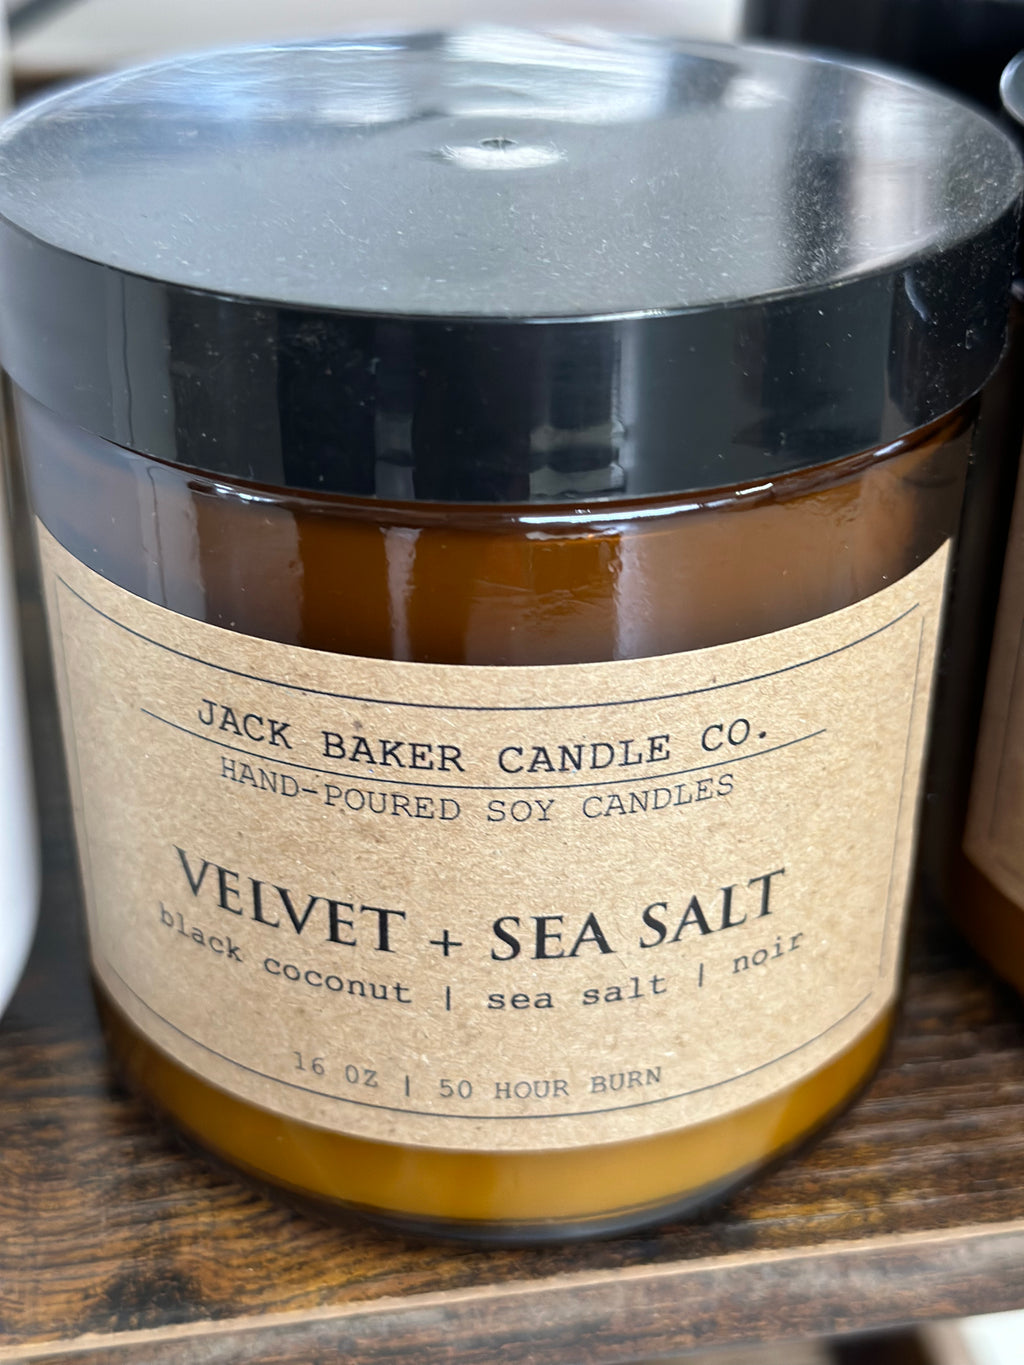 JACK BAKER CANDLE CO.
HAND-POURED SOY CANDLES
VELVET + SEA SALT
black coconut | sea salt | noir
16 OZ | 50 HOUR BURN